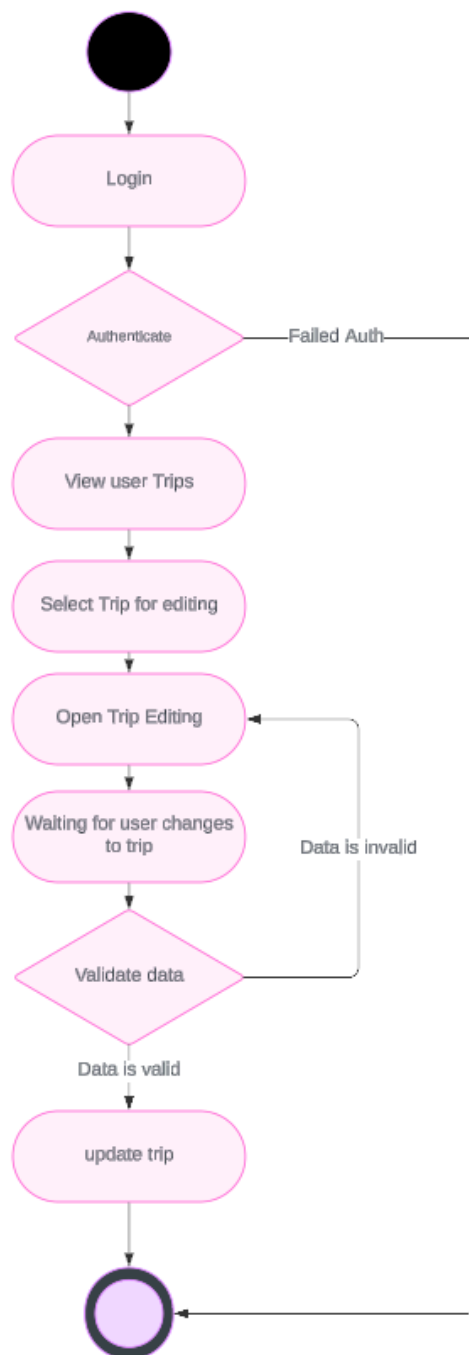 Login
Authenticate
Failed Auth
View user Trips
Select Trip for editing
Open Trip Editing
Waiting for user changes
to trip
Data is invalid
Validate data
Data is valid
update trip